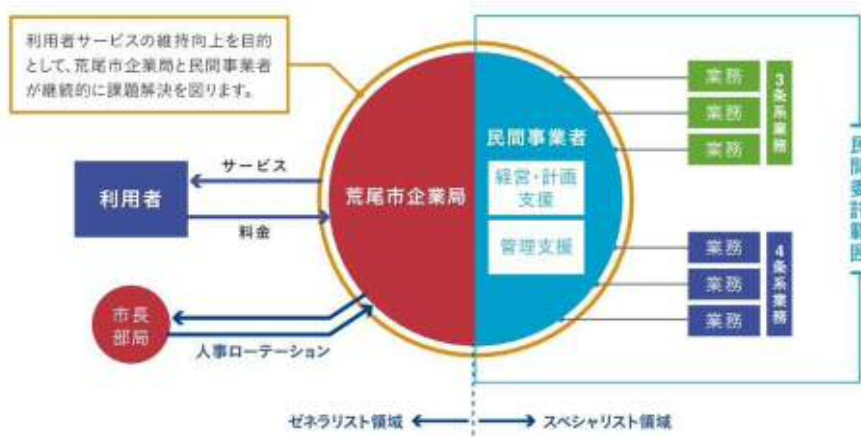 利用者サービスの維持向上を目的
として、荒尾市企業局と民間事業者
が継続的に課題解決を図ります。
サービス
利用者
料金
荒尾市企業局
市長
部局
人事ローテーション
民間事業者
経営・計画
支援
管理支援
業務
業務
業務
3条系業務
業務
業務
業務
4条系業務
民間委託範囲
ゼネラリスト領域
スペシャリスト領域